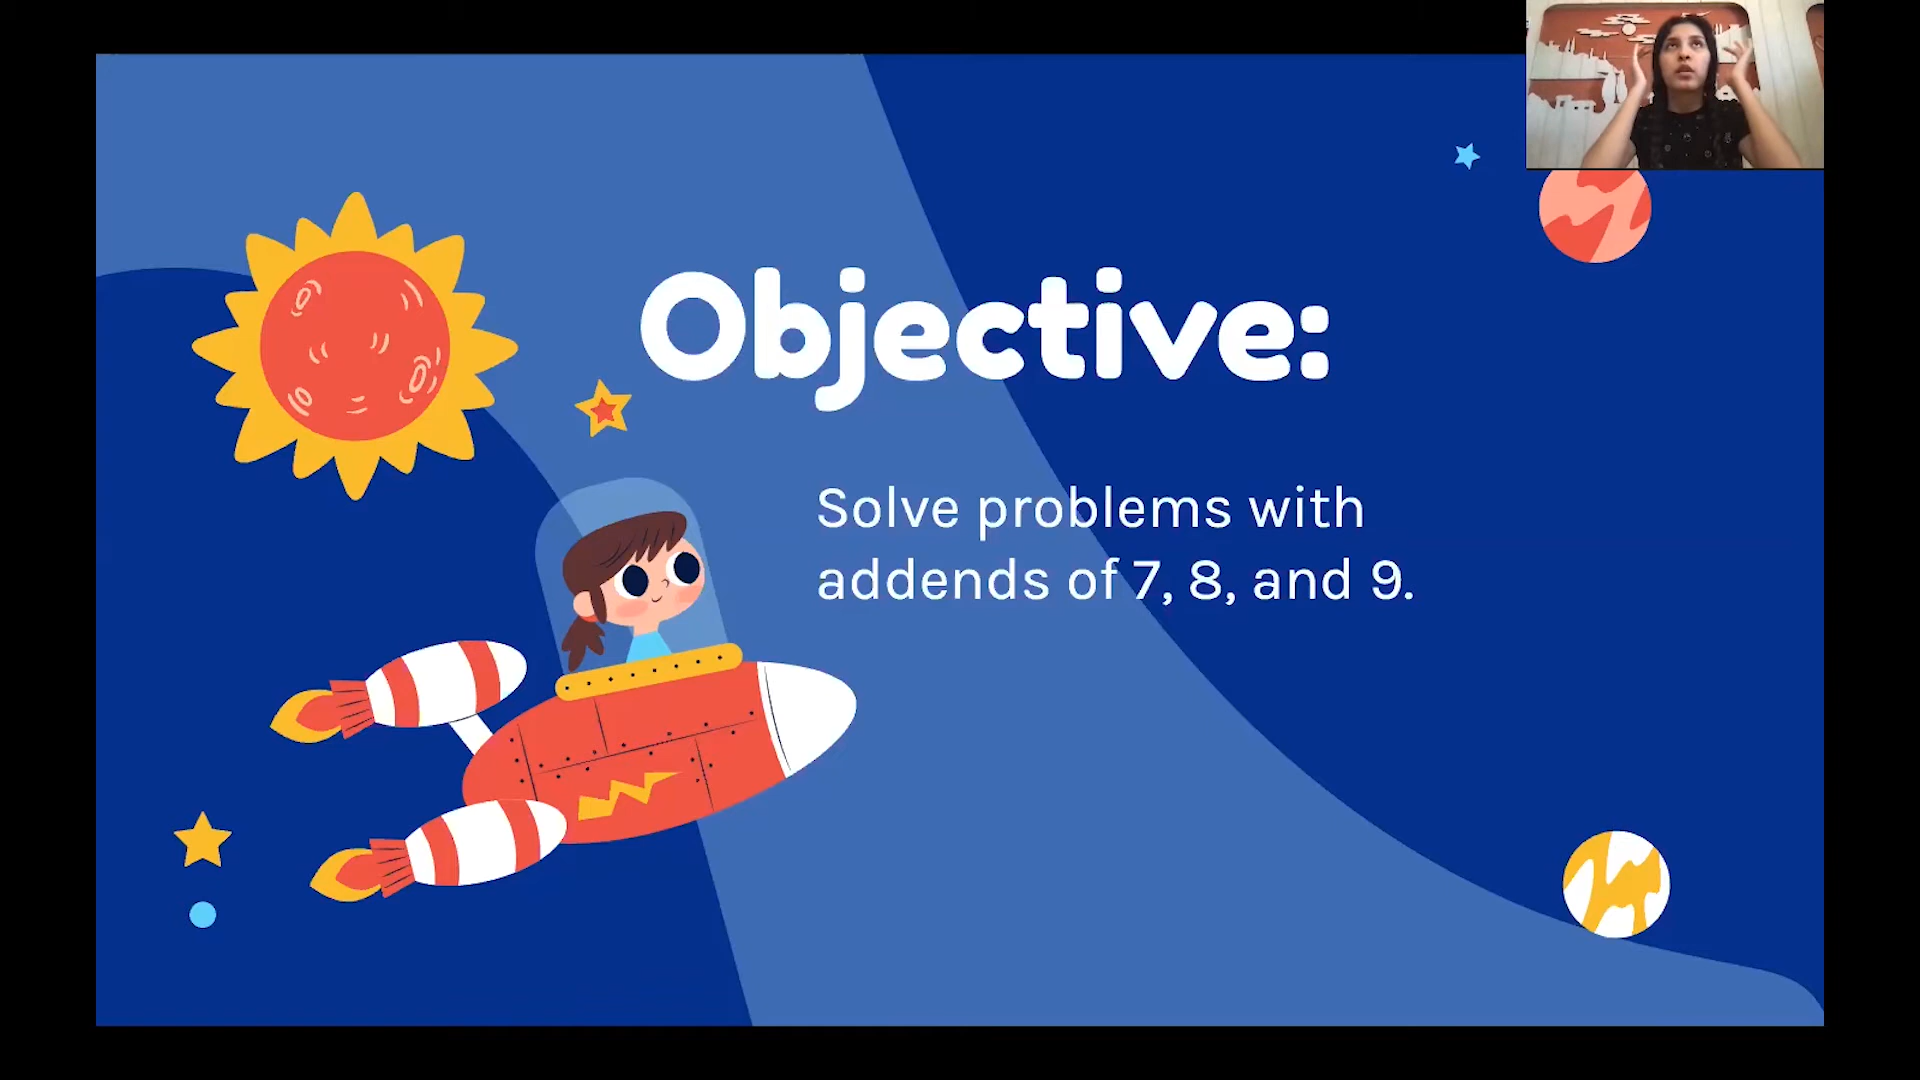 Objective:
Solve problems with
addends of 7, 8, and 9.